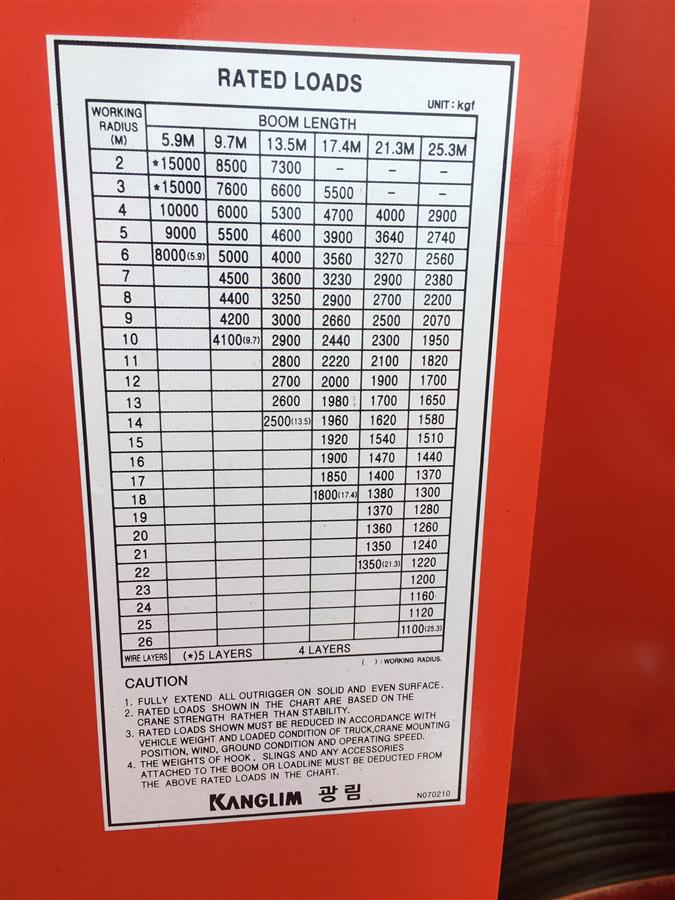 RATED LOADS
UNIT : kgf
WORKING RADIUS (M) BOOM LENGTH
5.9M 9.7M 13.5M 17.4M 21.3M 25.3M
2 *15000 8500 7300 - - -
3 *15000 7600 6600 5500 - -
4 10000 6000 5300 4700 4000 2900
5 9000 5500 4600 3900 3640 2740
6 8000(5.9) 5000 4000 3560 3270 2560
7 4500 3600 3230 2900 2380
8 4400 3250 2900 2700 2200
9 4200 3000 2660 2500 2070
10 4100(9.7) 2900 2440 2300 1950
11 2800 2220 2100 1820
12 2700 2000 1900 1700
13 2600 1980 1700 1650
14 2500(13.5) 1960 1620 1580
15 1920 1540 1510
16 1900 1470 1440
17 1850 1400 1370
18 1800(17.4) 1380 1300
19 1370 1280
20 1360 1260
21 1350 1240
22 1350(21.3) 1220
23 1200
24 1160
25 1120
26 1100(25.3)
WIRE LAYERS (*)5 LAYERS 4 LAYERS
( ) : WORKING RADIUS.
CAUTION
1. FULLY EXTEND ALL OUTRIGGER ON SOLID AND EVEN SURFACE.
2. RATED LOADS SHOWN IN THE CHART ARE BASED ON THE
CRANE STRENGTH RATHER THAN STABILITY.
3. RATED LOADS SHOWN MUST BE REDUCED IN ACCORDANCE WITH
VEHICLE WEIGHT AND LOADED CONDITION OF TRUCK,CRANE MOUNTING
POSITION, WIND, GROUND CONDITION AND OPERATING SPEED.
4. THE WEIGHTS OF HOOK, SLINGS AND ANY ACCESSORIES
ATTACHED TO THE BOOM OR LOADLINE MUST BE DEDUCTED FROM
THE ABOVE RATED LOADS IN THE CHART.
KANGLIM 광림
N070210